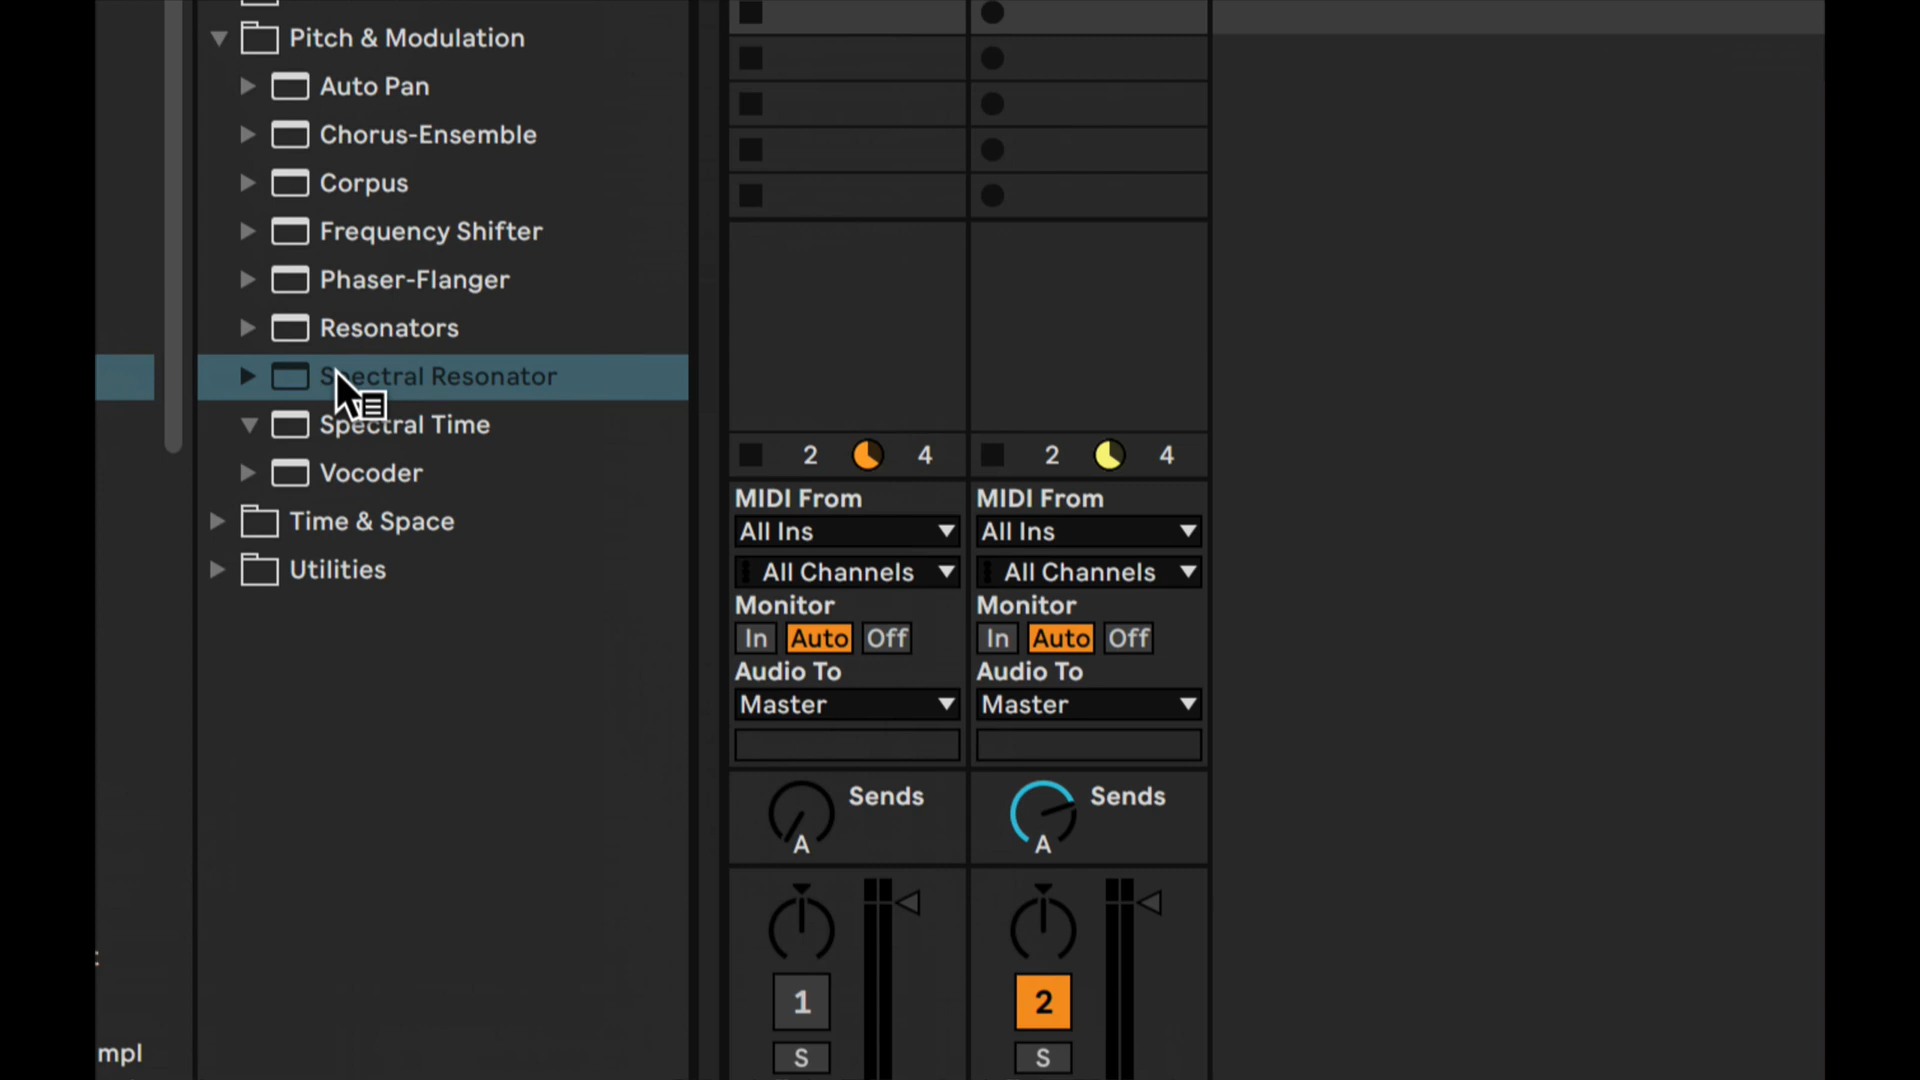 Pitch & Modulation
Auto Pan
Chorus-Ensemble
Corpus
Frequency Shifter
Phaser-Flanger
Resonators
Spectral Resonator
Spectral Time
Vocoder
Time & Space
Utilities
mpl
2 4
MIDI From
All Ins
All Channels
Monitor
In Auto Off
Audio To
Master
Sends
A
1
S
2 4
MIDI From
All Ins
All Channels
Monitor
In Auto Off
Audio To
Master
Sends
A
2
S